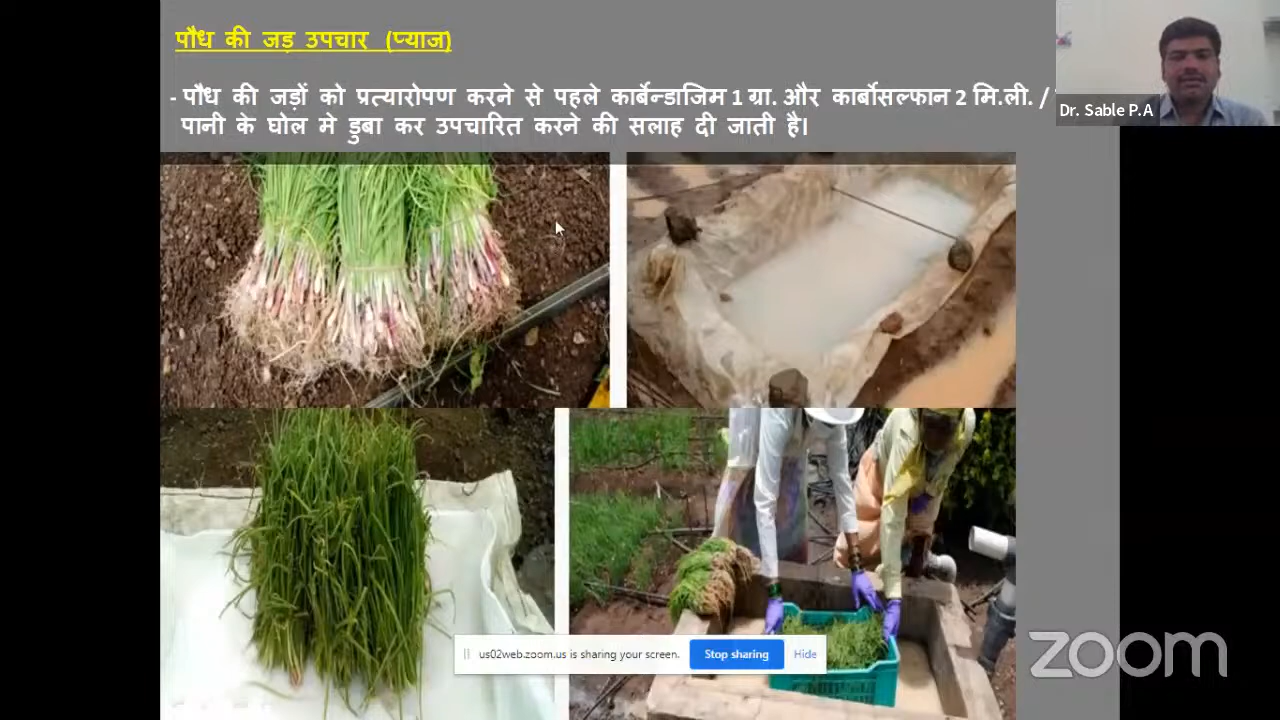 पौध की जड़ उपचार (प्याज)
- पौध की जड़ों को प्रत्यारोपण करने से पहले कार्बेन्डाजिम 1 ग्रा. और कार्बोसल्फान 2 मि.ली. /
पानी के घोल मे डुबा कर उपचारित करने की सलाह दी जाती है।
Dr. Sable P.A
us02web.zoom.us is sharing your screen. Stop sharing Hide
zoom